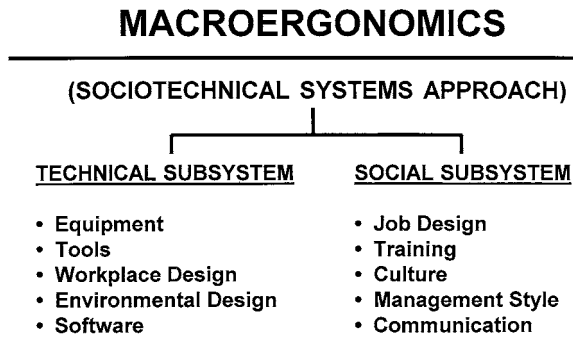 MACROERGONOMICS
(SOCIOTECHNICAL SYSTEMS APPROACH)
TECHNICAL SUBSYSTEM
• Equipment
• Tools
• Workplace Design
• Environmental Design
• Software
SOCIAL SUBSYSTEM
• Job Design
• Training
• Culture
• Management Style
• Communication